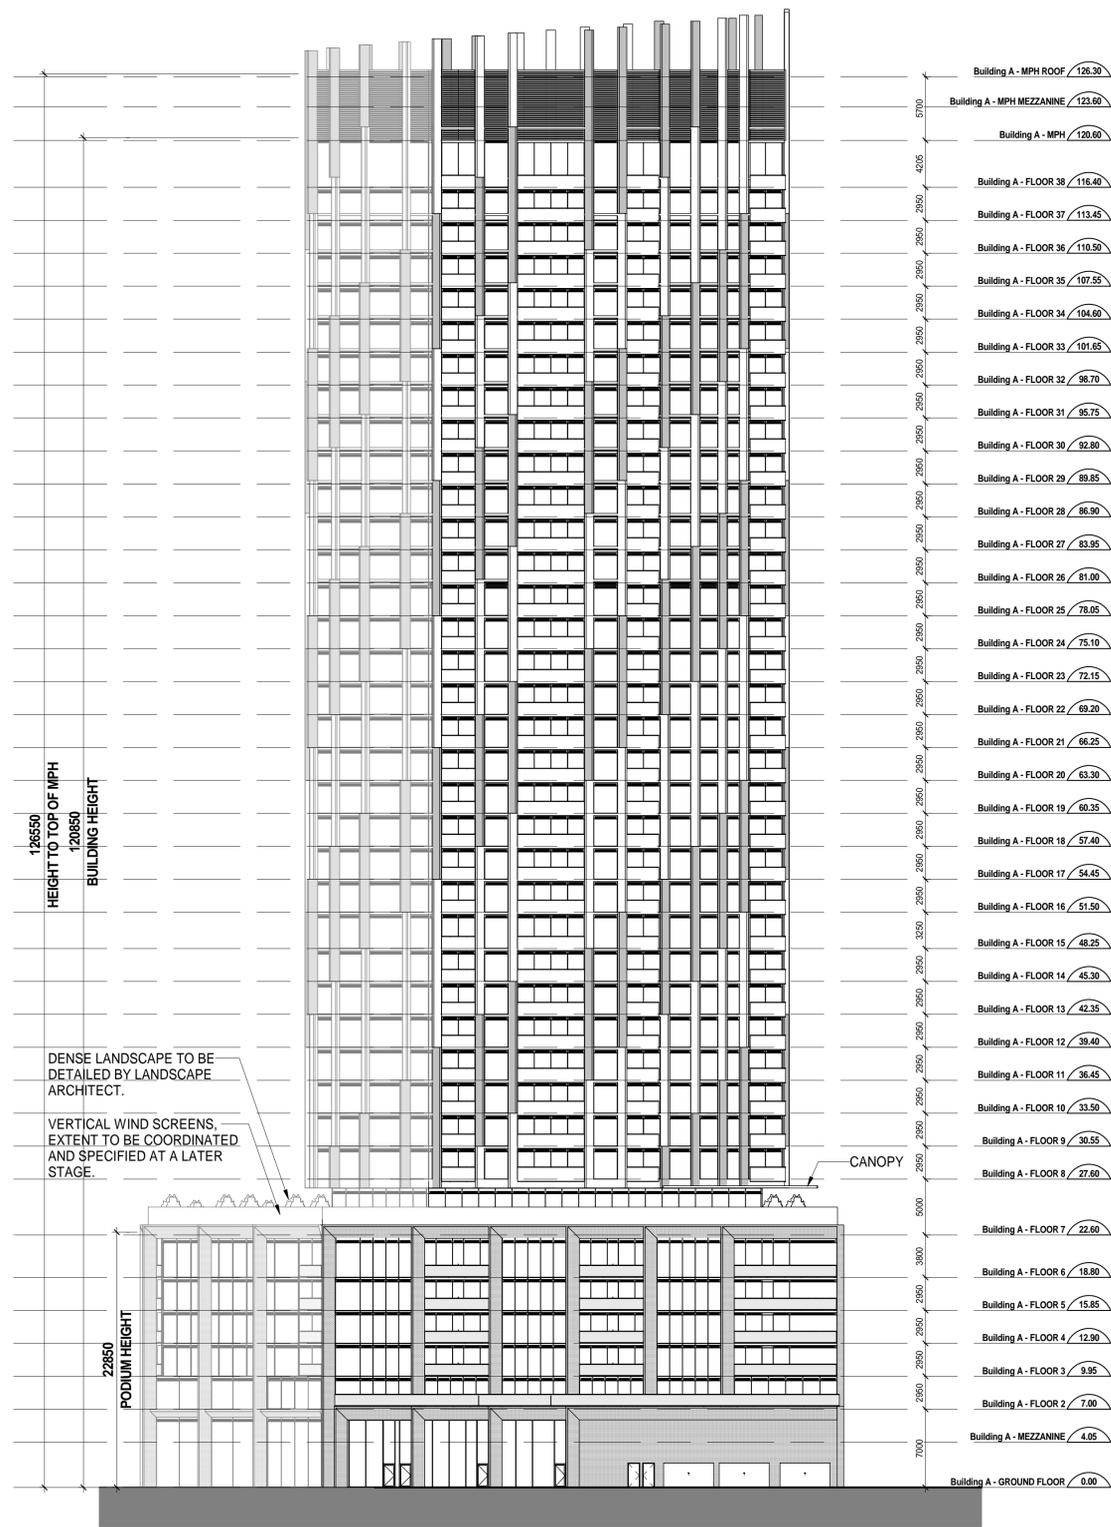 Building A - MPH ROOF 126.30
5700
Building A - MPH MEZZANINE 123.60
Building A - MPH 120.60
4205
Building A - FLOOR 38 116.40
2950
Building A - FLOOR 37 113.45
2950
Building A - FLOOR 36 110.50
2950
Building A - FLOOR 35 107.55
2950
Building A - FLOOR 34 104.60
2950
Building A - FLOOR 33 101.65
2950
Building A - FLOOR 32 98.70
2950
Building A - FLOOR 31 95.75
2950
Building A - FLOOR 30 92.80
2950
Building A - FLOOR 29 89.85
2950
Building A - FLOOR 28 86.90
2950
Building A - FLOOR 27 83.95
2950
Building A - FLOOR 26 81.00
2950
Building A - FLOOR 25 78.05
2950
Building A - FLOOR 24 75.10
2950
Building A - FLOOR 23 72.15
2950
Building A - FLOOR 22 69.20
2950
Building A - FLOOR 21 66.25
2950
Building A - FLOOR 20 63.30
2950
Building A - FLOOR 19 60.35
2950
Building A - FLOOR 18 57.40
2950
Building A - FLOOR 17 54.45
2950
Building A - FLOOR 16 51.50
3250
Building A - FLOOR 15 48.25
2950
Building A - FLOOR 14 45.30
2950
Building A - FLOOR 13 42.35
2950
Building A - FLOOR 12 39.40
2950
Building A - FLOOR 11 36.45
2950
Building A - FLOOR 10 33.50
2950
Building A - FLOOR 9 30.55
2950
Building A - FLOOR 8 27.60
5000
Building A - FLOOR 7 22.60
3800
Building A - FLOOR 6 18.80
2950
Building A - FLOOR 5 15.85
2950
Building A - FLOOR 4 12.90
2950
Building A - FLOOR 3 9.95
2950
Building A - FLOOR 2 7.00
7000
Building A - MEZZANINE 4.05
Building A - GROUND FLOOR 0.00
126550
HEIGHT TO TOP OF MPH
120850
BUILDING HEIGHT
DENSE LANDSCAPE TO BE
DETAILED BY LANDSCAPE
ARCHITECT.
VERTICAL WIND SCREENS,
EXTENT TO BE COORDINATED
AND SPECIFIED AT A LATER
STAGE.
CANOPY
22850
PODIUM HEIGHT